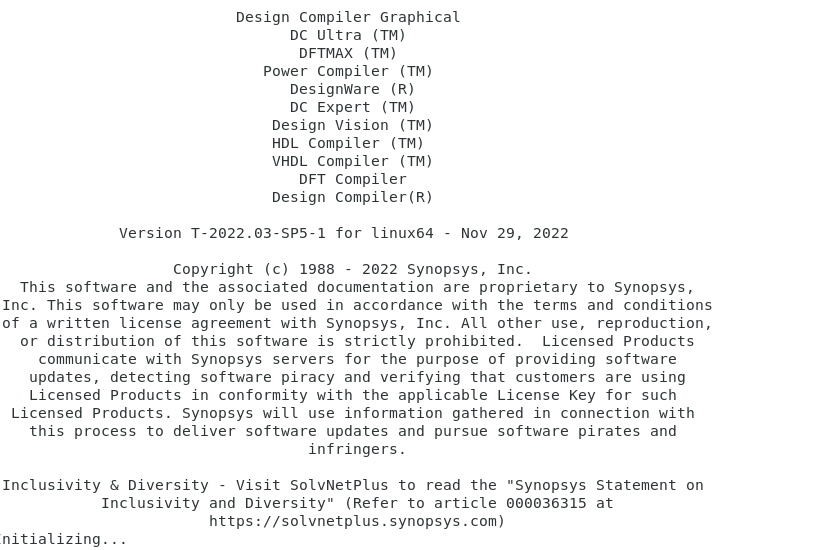 Design Compiler Graphical
DC Ultra (TM)
DFTMAX (TM)
Power Compiler (TM)
DesignWare (R)
DC Expert (TM)
Design Vision (TM)
HDL Compiler (TM)
VHDL Compiler (TM)
DFT Compiler
Design Compiler(R)
Version T-2022.03-SP5-1 for linux64 - Nov 29, 2022
Copyright (c) 1988 - 2022 Synopsys, Inc.
This software and the associated documentation are proprietary to Synopsys,
Inc. This software may only be used in accordance with the terms and conditions
of a written license agreement with Synopsys, Inc. All other use, reproduction,
or distribution of this software is strictly prohibited.  Licensed Products
communicate with Synopsys servers for the purpose of providing software
updates, detecting software piracy and verifying that customers are using
Licensed Products in conformity with the applicable License Key for such
Licensed Products. Synopsys will use information gathered in connection with
this process to deliver software updates and pursue software pirates and
infringers.
Inclusivity & Diversity - Visit SolvNetPlus to read the "Synopsys Statement on
Inclusivity and Diversity" (Refer to article 000036315 at
https://solvnetplus.synopsys.com)
Initializing...